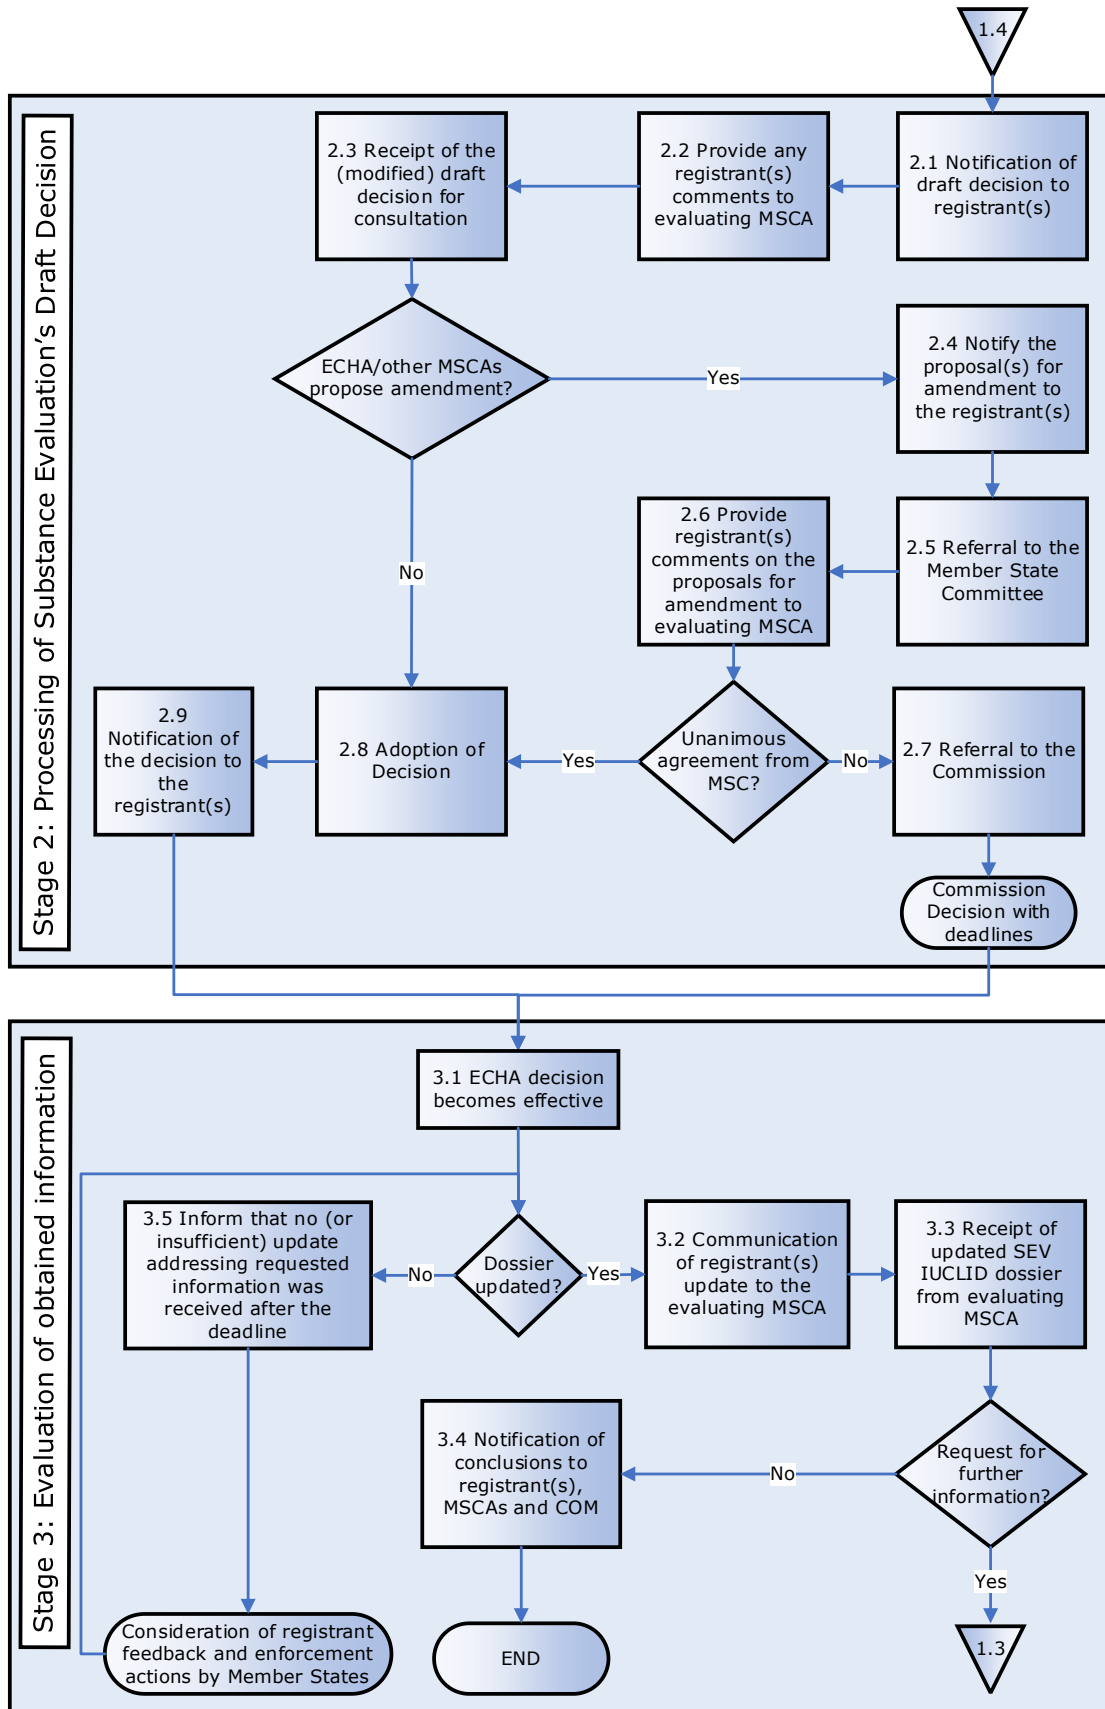 1.4
Stage 2: Processing of Substance Evaluation's Draft Decision
2.1 Notification of
draft decision to
registrant(s)
2.2 Provide any
registrant(s)
comments to
evaluating MSCA
2.3 Receipt of the
(modified) draft
decision for
consultation
ECHA/other MSCAs
propose amendment?
Yes
No
2.4 Notify the
proposal(s) for
amendment to
the registrant(s)
2.5 Referral to the
Member State
Committee
2.6 Provide
registrant(s)
comments on the
proposals for
amendment to
evaluating MSCA
Unanimous
agreement from
MSC?
Yes
No
2.7 Referral to the
Commission
Commission
Decision with
deadlines
2.8 Adoption of
Decision
2.9
Notification of
the decision to
the
registrant(s)
Stage 3: Evaluation of obtained information
3.1 ECHA decision
becomes effective
Dossier
updated?
No
Yes
3.5 Inform that no (or
insufficient) update
addressing requested
information was
received after the
deadline
3.2 Communication
of registrant(s)
update to the
evaluating MSCA
3.3 Receipt of
updated SEV
IUCLID dossier
from evaluating
MSCA
Request for
further
information?
No
Yes
3.4 Notification of
conclusions to
registrant(s),
MSCAs and COM
Consideration of registrant
feedback and enforcement
actions by Member States
END
1.3